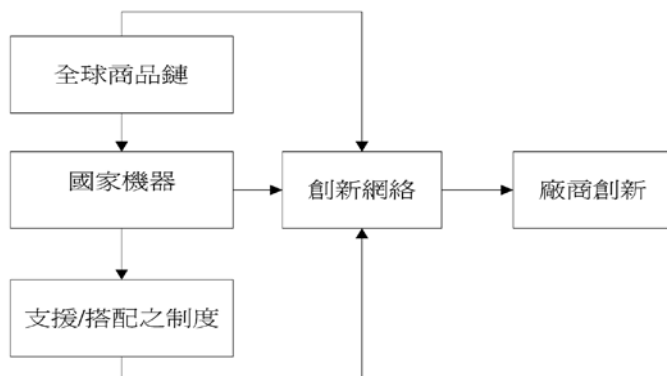 全球商品鏈
國家機器
創新網絡
廠商創新
支援/搭配之制度